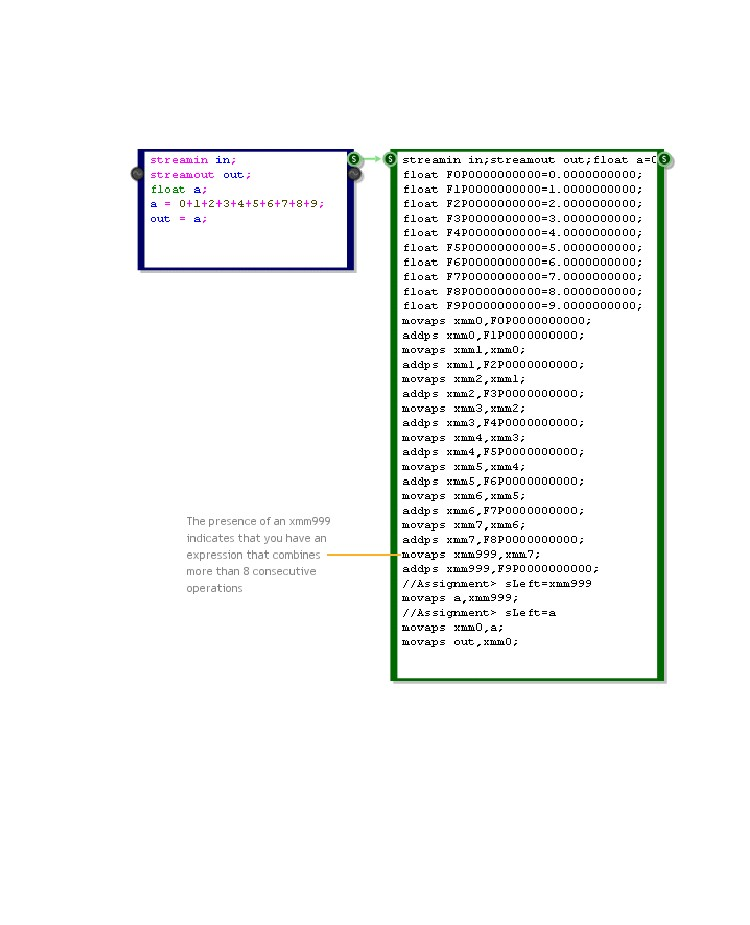 streamin in;
streamout out;
float a;
a = 0+1+2+3+4+5+6+7+8+9;
out = a;
S
S
S
streamin in;streamout out;float a=0
float F0P0000000000=0.0000000000;
float F1P0000000000=1.0000000000;
float F2P0000000000=2.0000000000;
float F3P0000000000=3.0000000000;
float F4P0000000000=4.0000000000;
float F5P0000000000=5.0000000000;
float F6P0000000000=6.0000000000;
float F7P0000000000=7.0000000000;
float F8P0000000000=8.0000000000;
float F9P0000000000=9.0000000000;
movaps xmm0,F0P0000000000;
addps xmm0,F1P0000000000;
movaps xmm1,xmm0;
addps xmm1,F2P0000000000;
movaps xmm2,xmm1;
addps xmm2,F3P0000000000;
movaps xmm3,xmm2;
addps xmm3,F4P0000000000;
movaps xmm4,xmm3;
addps xmm4,F5P0000000000;
movaps xmm5,xmm4;
addps xmm5,F6P0000000000;
movaps xmm6,xmm5;
addps xmm6,F7P0000000000;
movaps xmm7,xmm6;
addps xmm7,F8P0000000000;
movaps xmm999,xmm7;
addps xmm999,F9P0000000000;
//Assignment> sLeft=xmm999
movaps a,xmm999;
//Assignment> sLeft=a
movaps xmm0,a;
movaps out,xmm0;
The presence of an xmm999
indicates that you have an
expression that combines
more than 8 consecutive
operations